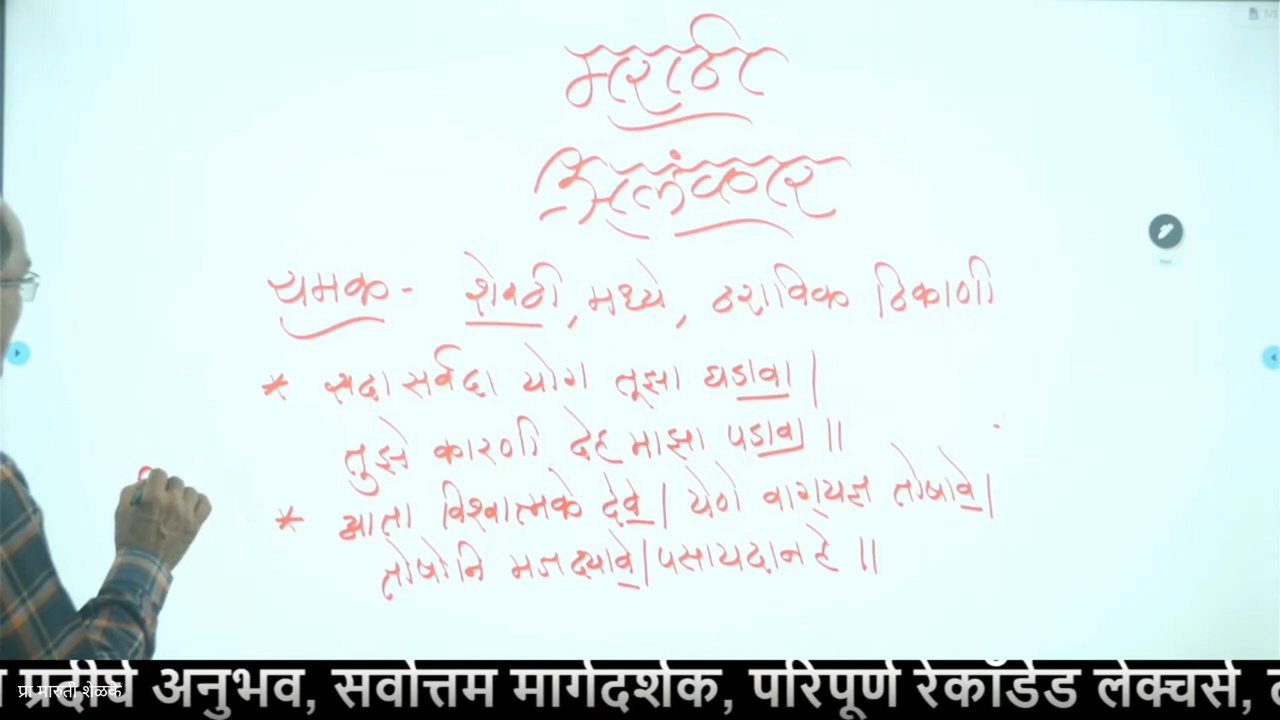 मराठी
अलंकार
यमक - शेवटी, मध्ये, ठराविक ठिकाणी
* सदा सर्वदा योग तूझा घडावा |
तुझे कारणी देह माझा पडावा ||
* आता विश्वात्मके देवे | येणे वाग्यज्ञ तोषावे |
तोषोनि मज द्यावे | पसायदान हे ||
प्रदीर्घ अनुभव, सर्वोत्तम मार्गदर्शक, परिपूर्ण रेकॉर्डेड लेक्चर्स,
प्रा मारुती शेळके